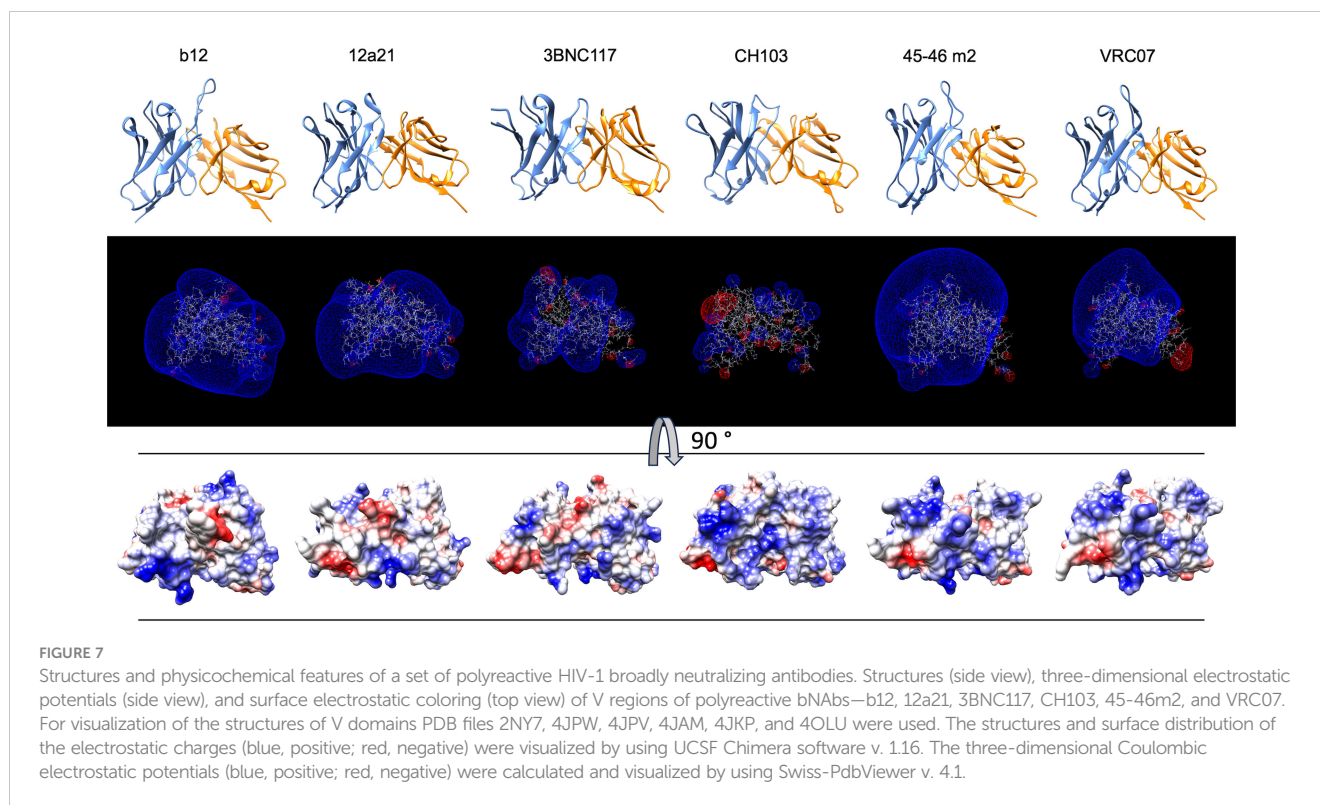 b12 12a21 3BNC117 CH103 45-46 m2 VRC07
90 °
FIGURE 7
Structures and physicochemical features of a set of polyreactive HIV-1 broadly neutralizing antibodies. Structures (side view), three-dimensional electrostatic
potentials (side view), and surface electrostatic coloring (top view) of V regions of polyreactive bNAbs—b12, 12a21, 3BNC117, CH103, 45-46m2, and VRC07.
For visualization of the structures of V domains PDB files 2NY7, 4JPW, 4JPV, 4JAM, 4JKP, and 4OLU were used. The structures and surface distribution of
the electrostatic charges (blue, positive; red, negative) were visualized by using UCSF Chimera software v. 1.16. The three-dimensional Coulombic
electrostatic potentials (blue, positive; red, negative) were calculated and visualized by using Swiss-PdbViewer v. 4.1.